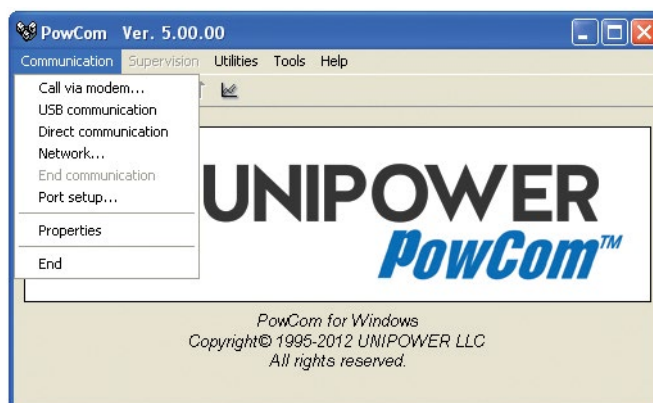 PowCom Ver. 5.00.00
Communication Supervision Utilities Tools Help
Call via modem...
USB communication
Direct communication
Network...
End communication
Port setup...
Properties
End
UNIPOWER
PowCom™
PowCom for Windows
Copyright© 1995-2012 UNIPOWER LLC
All rights reserved.